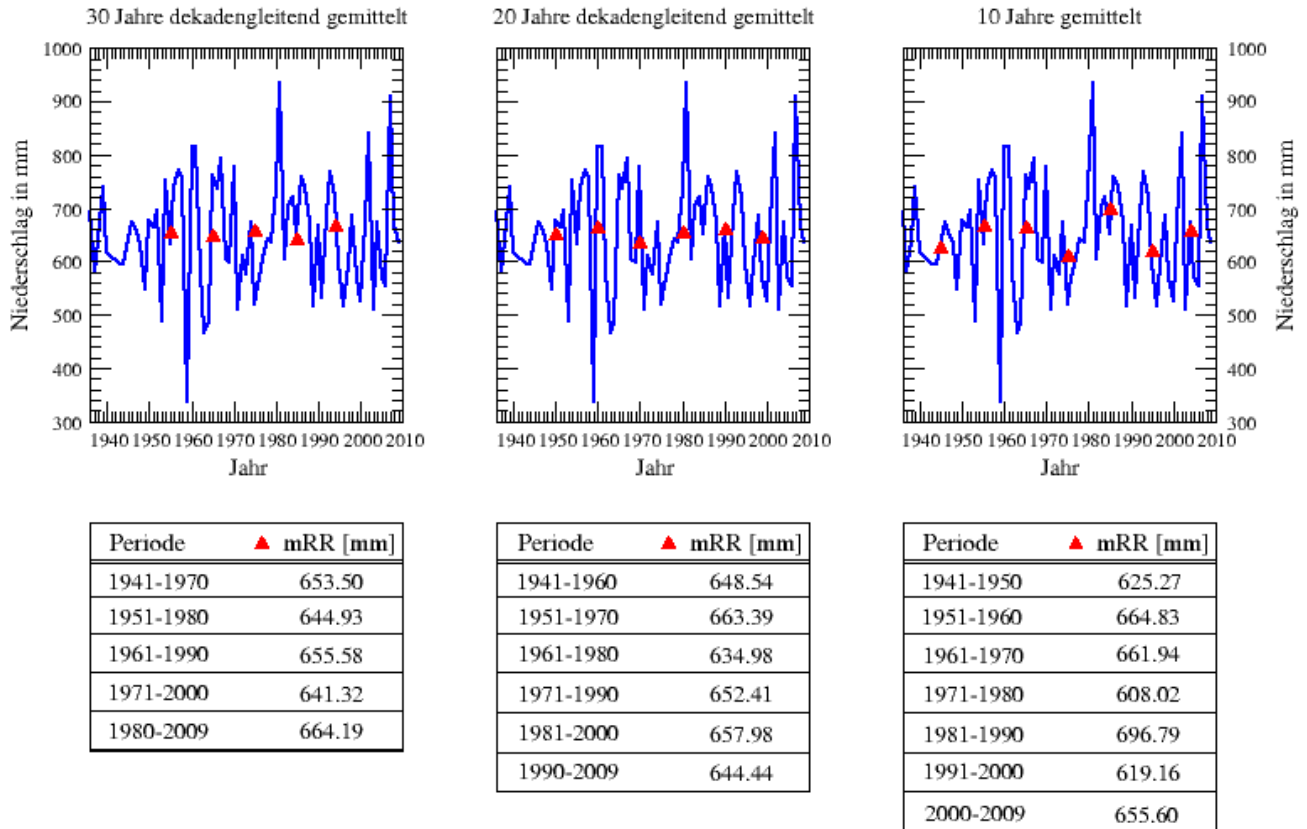 30 Jahre dekadengleitend gemittelt
20 Jahre dekadengleitend gemittelt
10 Jahre gemittelt
Niederschlag in mm
1000
900
800
700
600
500
400
300
1940 1950 1960 1970 1980 1990 2000 2010
Jahr
1940 1950 1960 1970 1980 1990 2000 2010
Jahr
1940 1950 1960 1970 1980 1990 2000 2010
Jahr
1000
900
800
700
600
500
400
300
Niederschlag in mm
Periode mRR [mm]
1941-1970 653.50
1951-1980 644.93
1961-1990 655.58
1971-2000 641.32
1980-2009 664.19
Periode mRR [mm]
1941-1960 648.54
1951-1970 663.39
1961-1980 634.98
1971-1990 652.41
1981-2000 657.98
1990-2009 644.44
Periode mRR [mm]
1941-1950 625.27
1951-1960 664.83
1961-1970 661.94
1971-1980 608.02
1981-1990 696.79
1991-2000 619.16
2000-2009 655.60